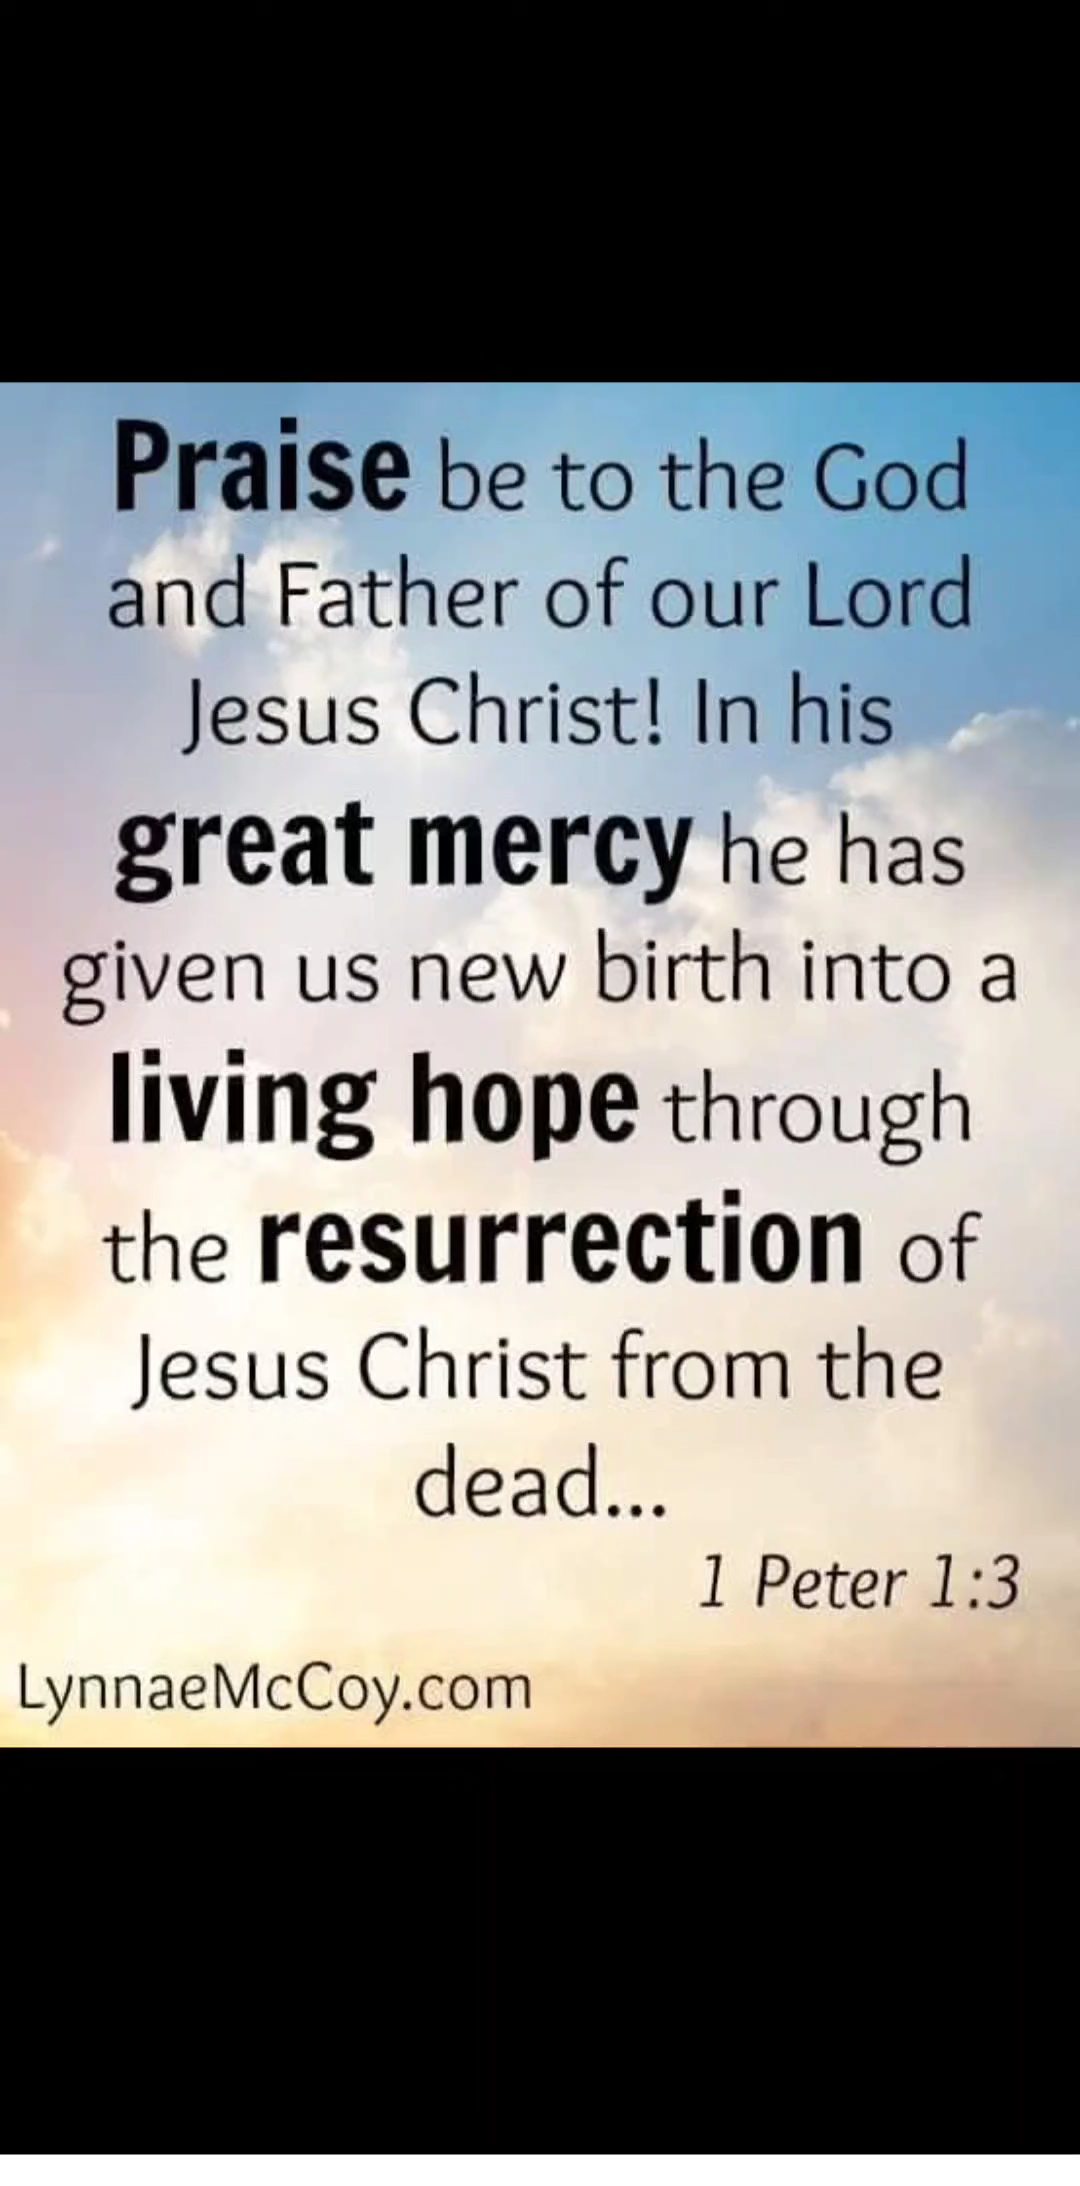 Praise be to the God
and Father of our Lord
Jesus Christ! In his
great mercy he has
given us new birth into a
living hope through
the resurrection of
Jesus Christ from the
dead...
1 Peter 1:3
LynnaeMcCoy.com